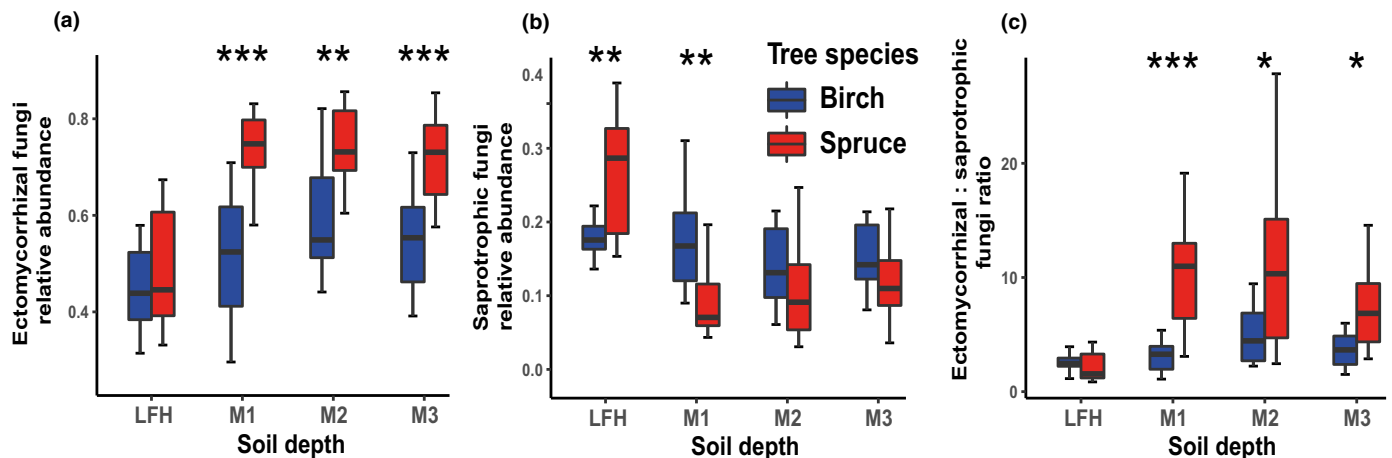 (a)
Ectomycorrhizal fungi
relative abundance
0.8
0.6
0.4
***
**
***
LFH
M1
M2
M3
Soil depth
(b)
Saprotrophic fungi
relative abundance
0.4
0.3
0.2
0.1
0.0
**
**
Tree species
Birch
Spruce
LFH
M1
M2
M3
Soil depth
(c)
Ectomycorrhizal : saprotrophic
fungi ratio
20
10
0
***
*
*
LFH
M1
M2
M3
Soil depth